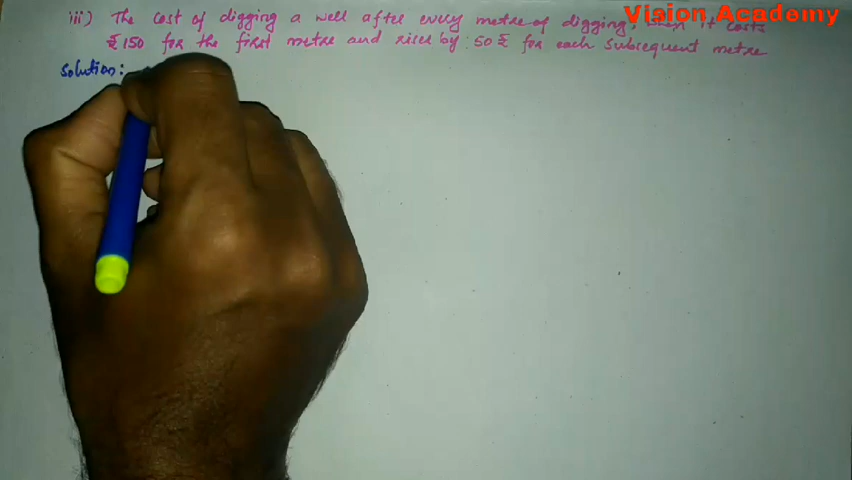 Vision Academy
iii) The cost of digging a well after every metre of digging, when it costs
₹150 for the first metre and rises by 50₹ for each subsequent metre
Solution: